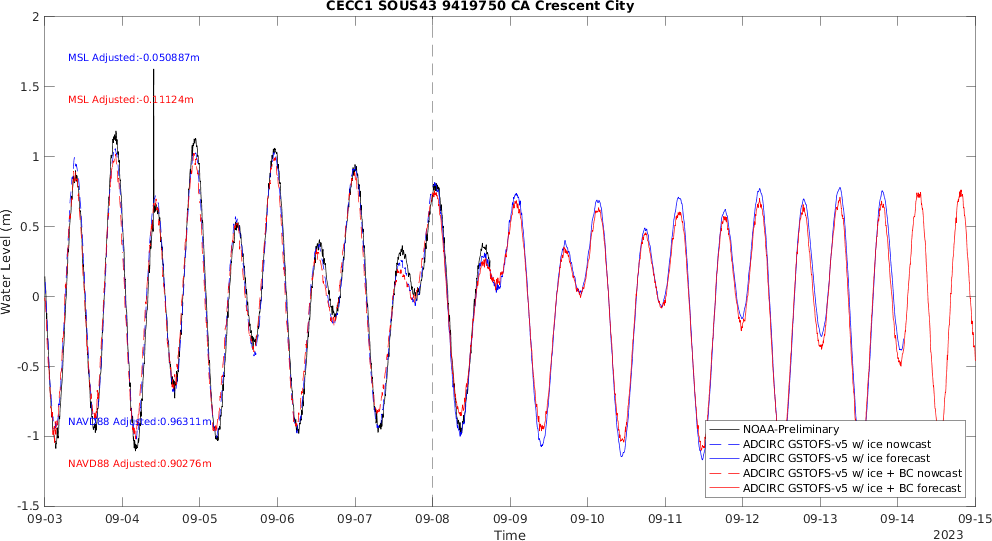 CECC1 SOUS43 9419750 CA Crescent City
2
1.5
1
0.5
0
-0.5
-1
-1.5
Water Level (m)
MSL Adjusted:-0.050887m
MSL Adjusted:-0.11124m
NAVD88 Adjusted:0.96311m
NAVD88 Adjusted:0.90276m
NOAA-Preliminary
ADCIRC GSTOFS-v5 w/ ice nowcast
ADCIRC GSTOFS-v5 w/ ice forecast
ADCIRC GSTOFS-v5 w/ ice + BC nowcast
ADCIRC GSTOFS-v5 w/ ice + BC forecast
09-03 09-04 09-05 09-06 09-07 09-08 09-09 09-10 09-11 09-12 09-13 09-14 09-15
Time
2023